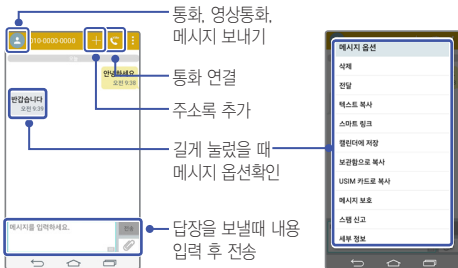 통화, 영상통화,
메시지 보내기
010-0000-0000
안녕하세요
오전 9:38
통화 연결
반갑습니다
오전 9:39
주소록 추가
길게 눌렀을 때
메시지 옵션확인
메시지를 입력하세요.
전송
답장을 보낼때 내용
입력 후 전송
메시지 옵션
삭제
전달
텍스트 복사
스마트 링크
캘린더에 저장
보관함으로 복사
USIM 카드로 복사
메시지 보호
스팸 신고
세부 정보